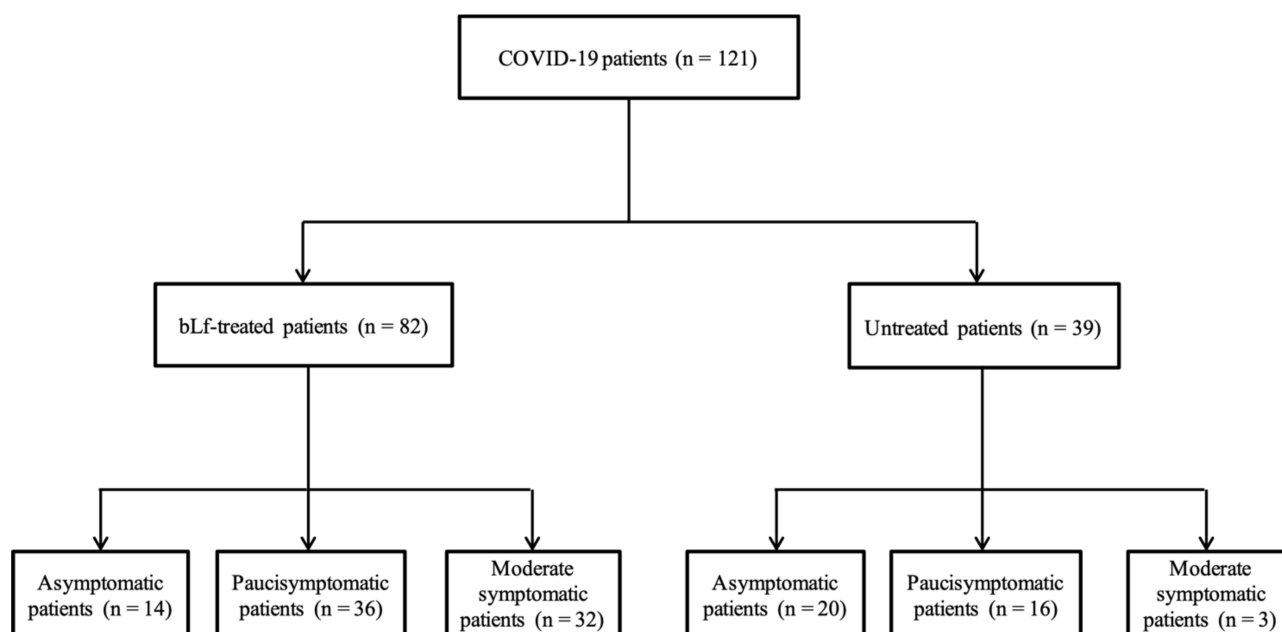 COVID-19 patients (n = 121)
bLf-treated patients (n = 82)
Untreated patients (n = 39)
Asymptomatic
patients (n = 14)
Paucisymptomatic
patients (n = 36)
Moderate
symptomatic
patients (n = 32)
Asymptomatic
patients (n = 20)
Paucisymptomatic
patients (n = 16)
Moderate
symptomatic
patients (n = 3)